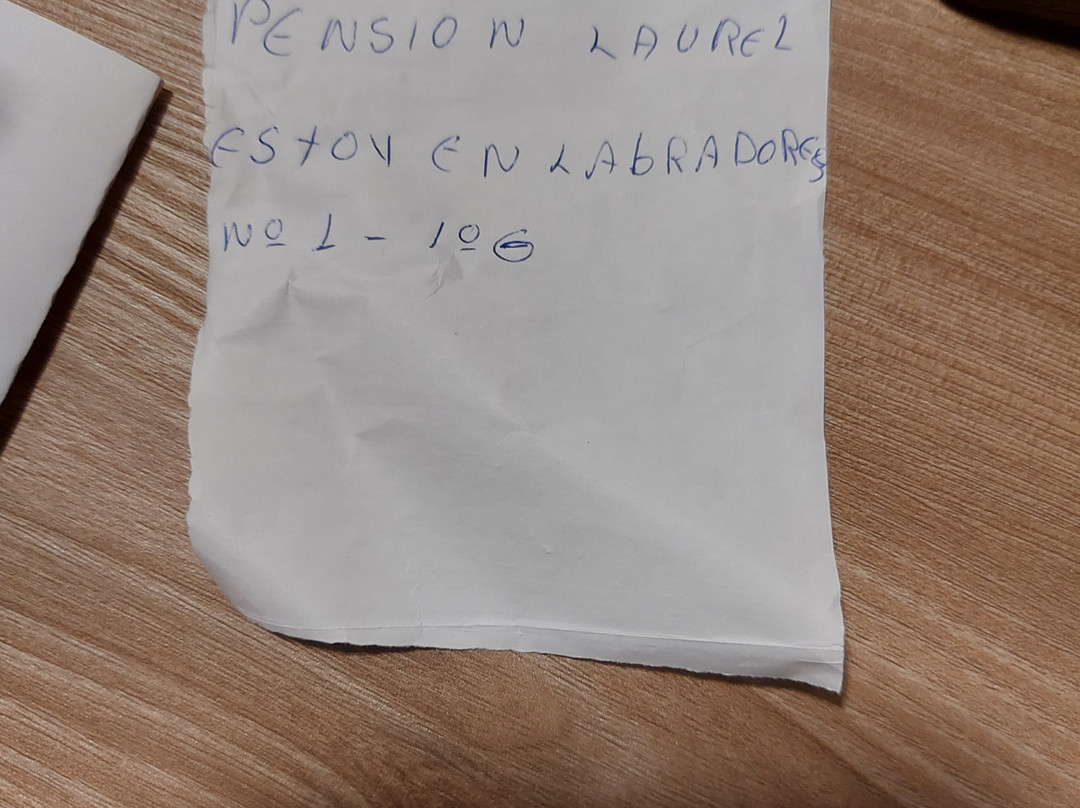 PENSION LAUREL
ESTOY EN LAbRADORES
Nº 1 - 1º G